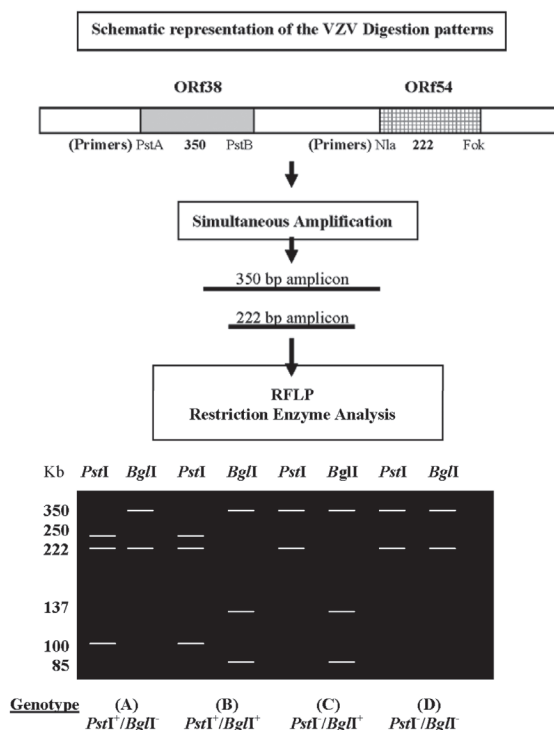 Schematic representation of the VZV Digestion patterns
ORf38 ORf54
(Primers) PstA 350 PstB (Primers) Nla 222 Fok
Simultaneous Amplification
350 bp amplicon
222 bp amplicon
RFLP
Restriction Enzyme Analysis
Kb PstI BglI PstI BglI PstI BglI PstI BglI
350
250
222
137
100
85
Genotype (A) (B) (C) (D)
PstI⁺/BglI⁻ PstI⁺/BglI⁺ PstI⁻/BglI⁺ PstI⁻/BglI⁻